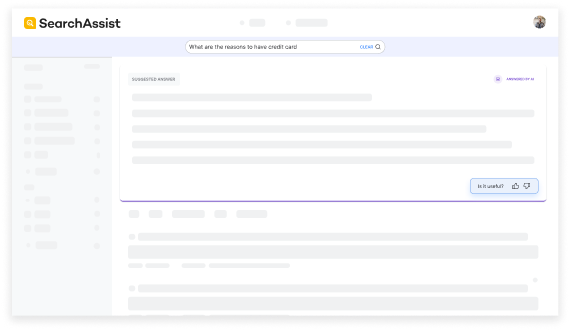 SearchAssist
What are the reasons to have credit card
CLEAR
SUGGESTED ANSWER
ANSWERED BY AI
Is it useful?